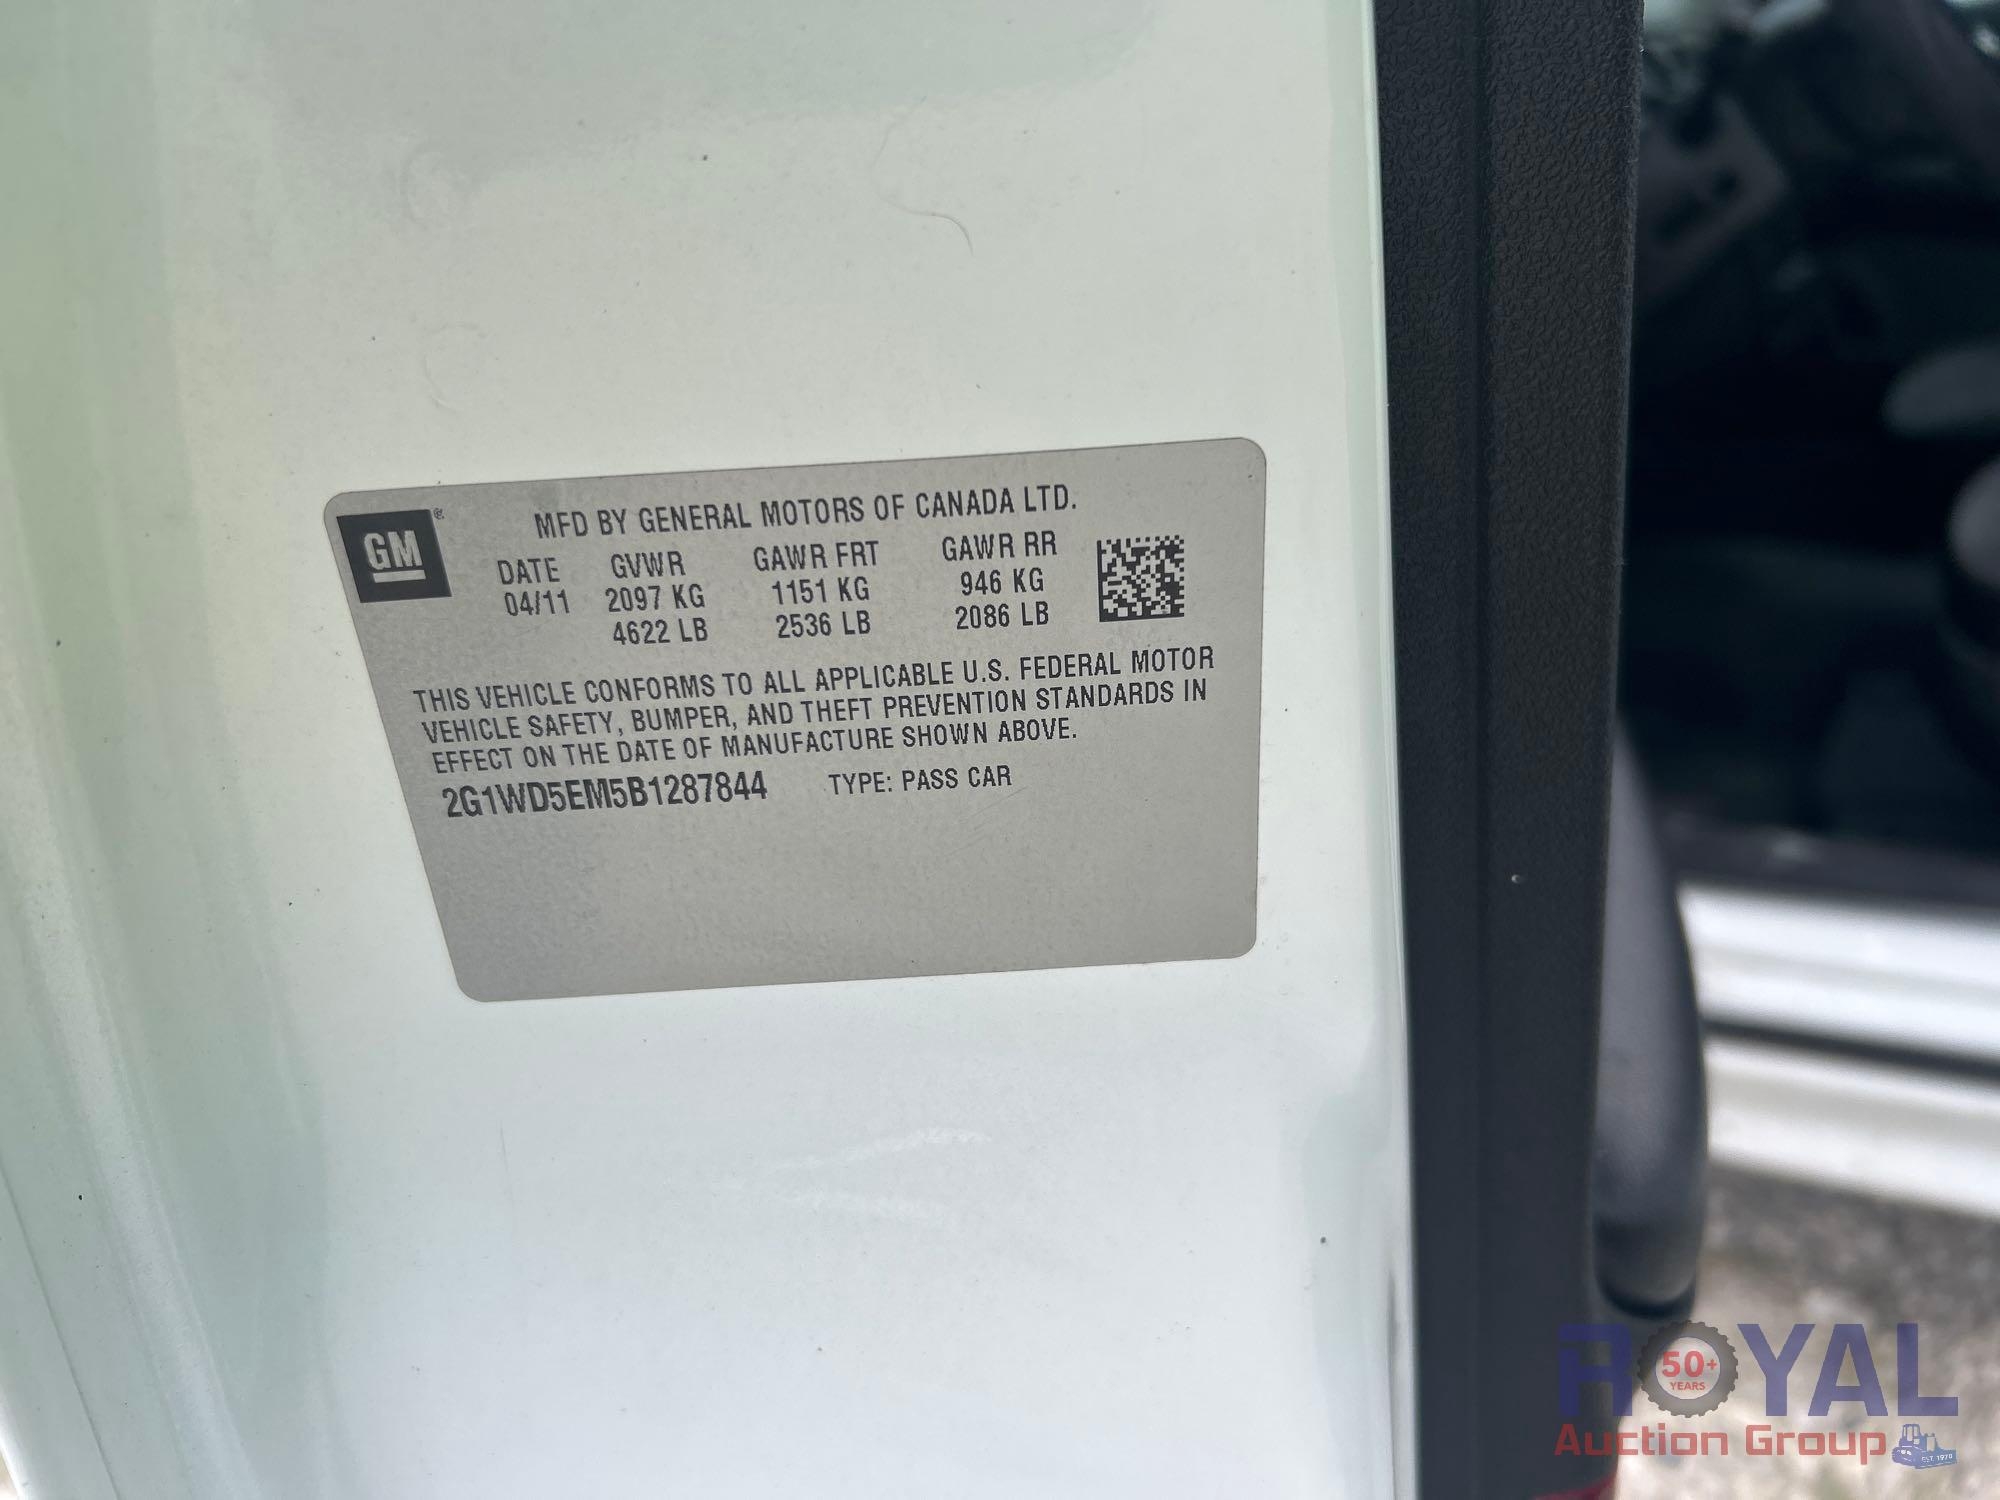 GM
MFD BY GENERAL MOTORS OF CANADA LTD.
DATE GVWR GAWR FRT GAWR RR
04/11 2097 KG 1151 KG 946 KG
4622 LB 2536 LB 2086 LB
THIS VEHICLE CONFORMS TO ALL APPLICABLE U.S. FEDERAL MOTOR
VEHICLE SAFETY, BUMPER, AND THEFT PREVENTION STANDARDS IN
EFFECT ON THE DATE OF MANUFACTURE SHOWN ABOVE.
2G1WD5EM5B1287844 TYPE: PASS CAR
ROYAL
50+
YEARS
Auction Group
EST. 1970